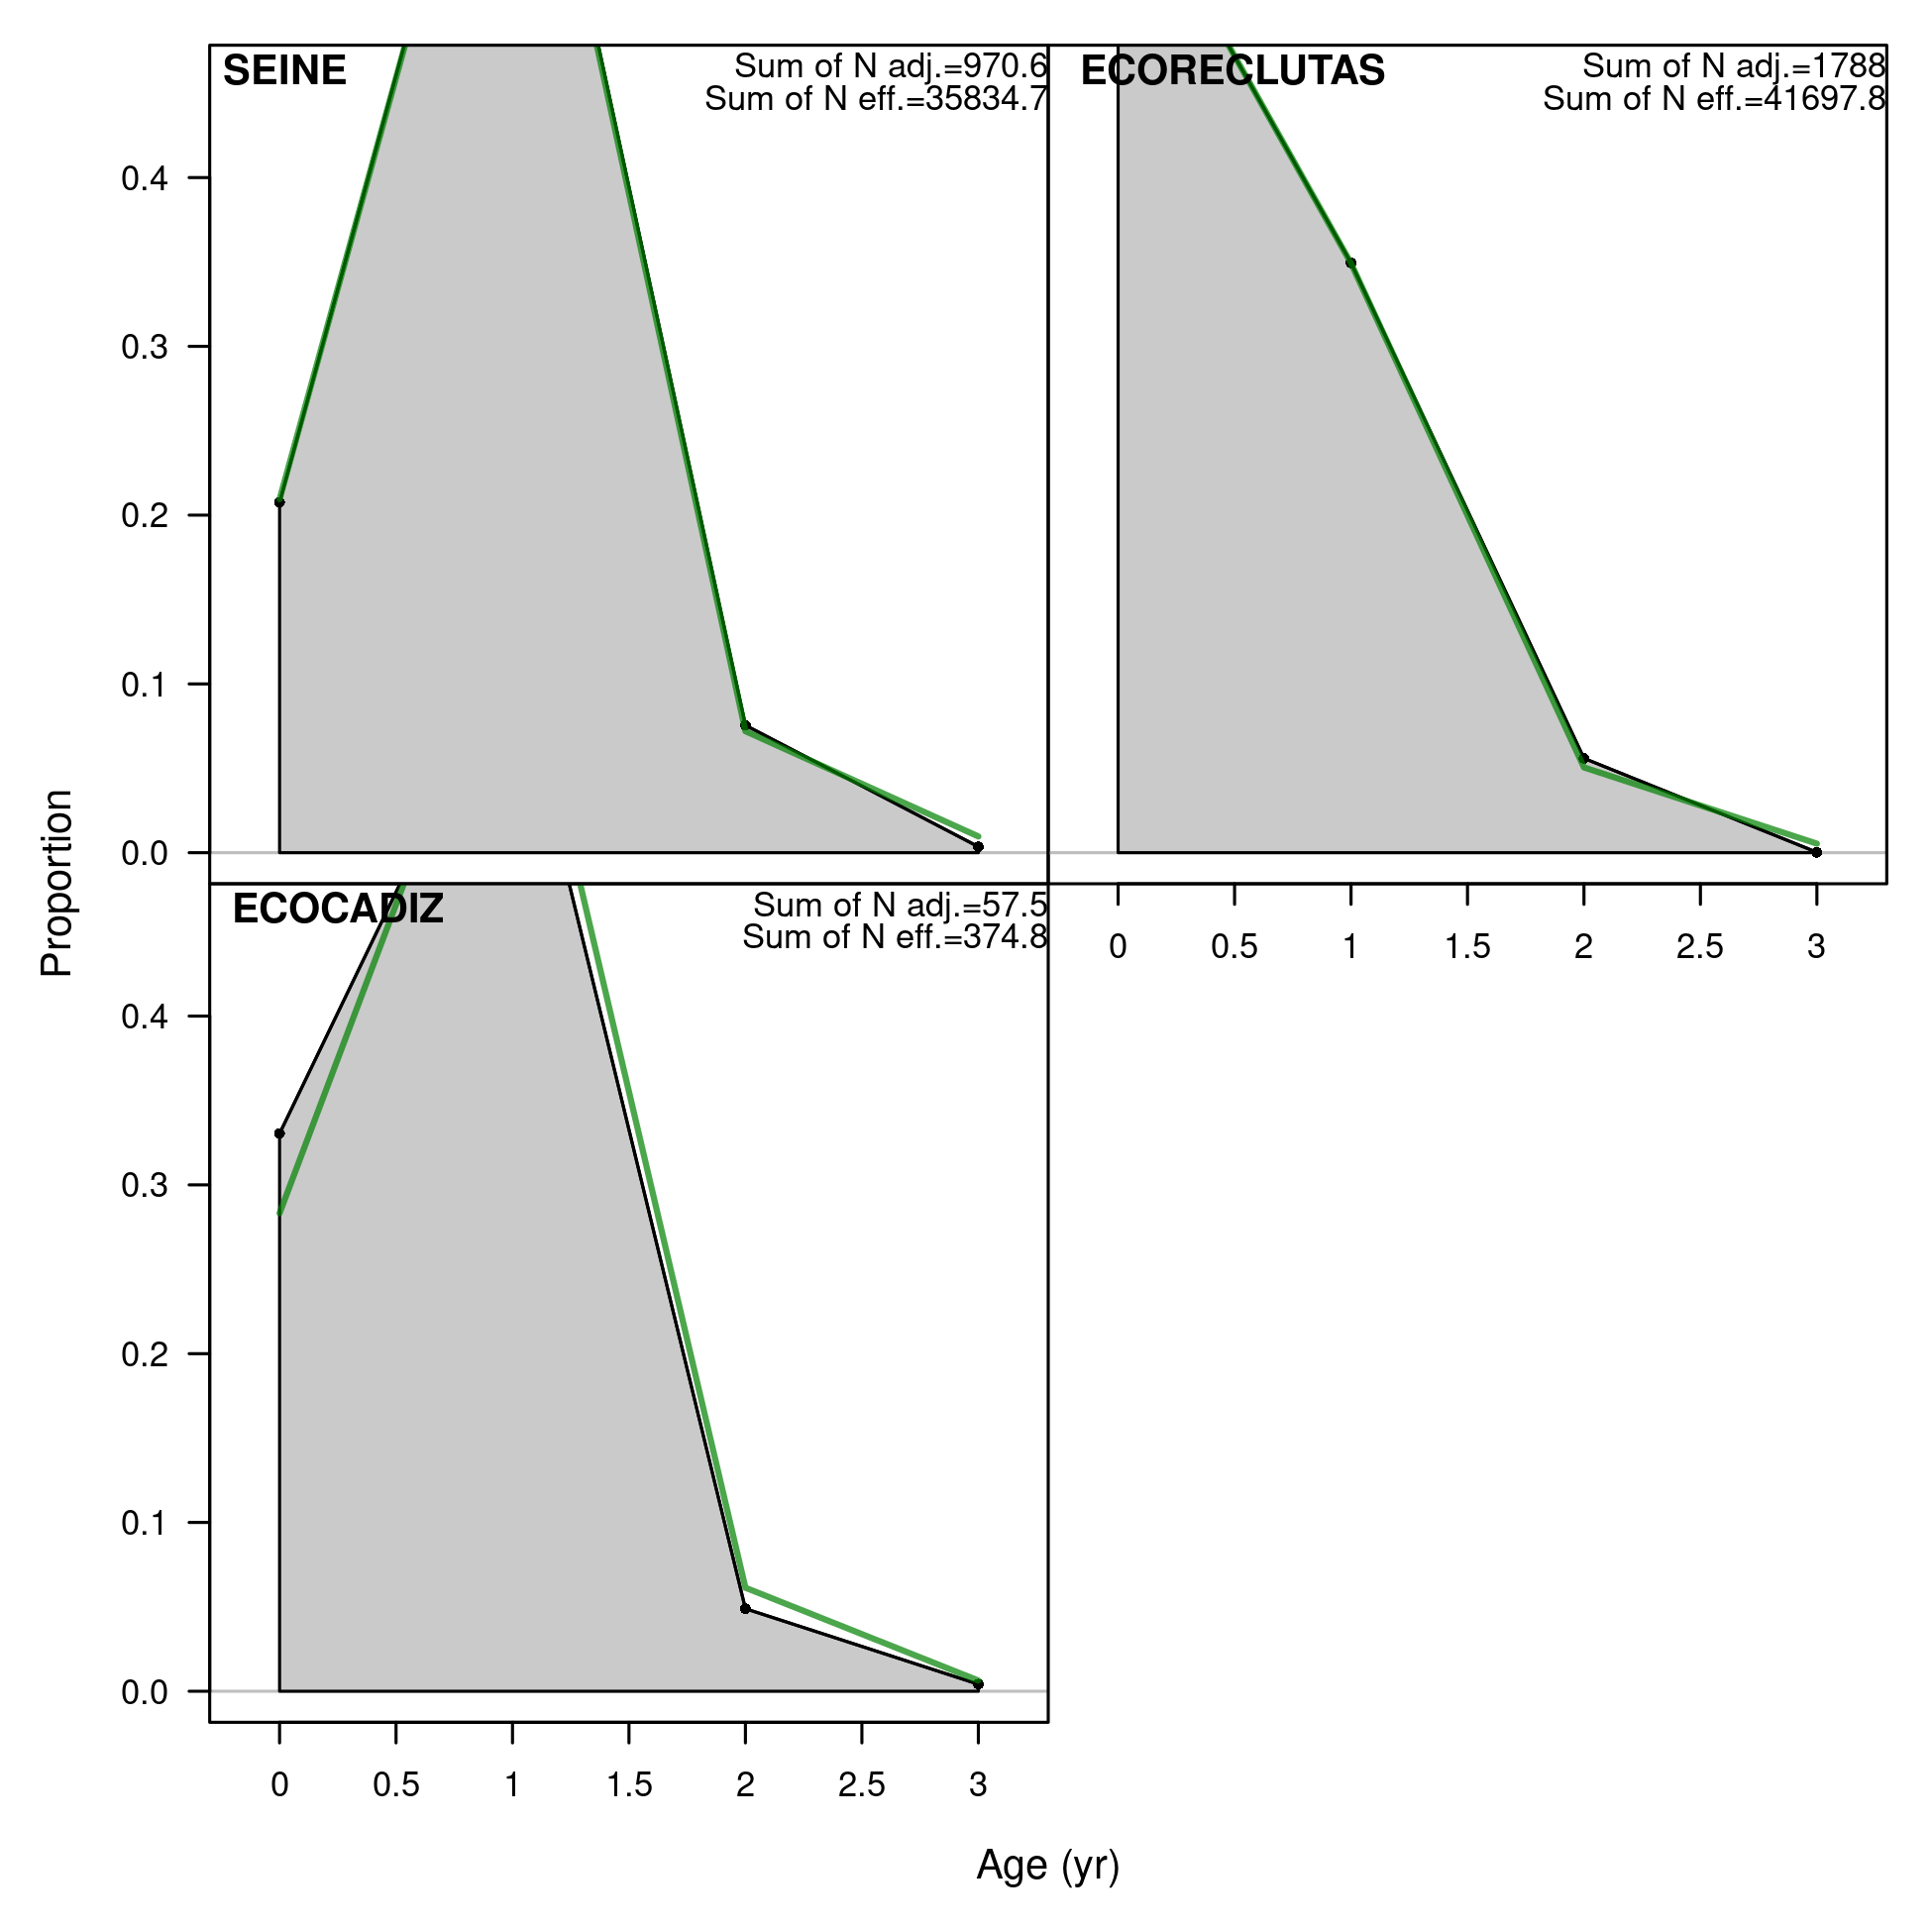 SEINE
Sum of N adj.=970.6
Sum of N eff.=35834.7
ECORECLUTAS
Sum of N adj.=1788
Sum of N eff.=41697.8
0.4
0.3
0.2
0.1
0.0
0 0.5 1 1.5 2 2.5 3
ECOCADIZ
Sum of N adj.=57.5
Sum of N eff.=374.8
0.4
0.3
0.2
0.1
0.0
0 0.5 1 1.5 2 2.5 3
Proportion
Age (yr)